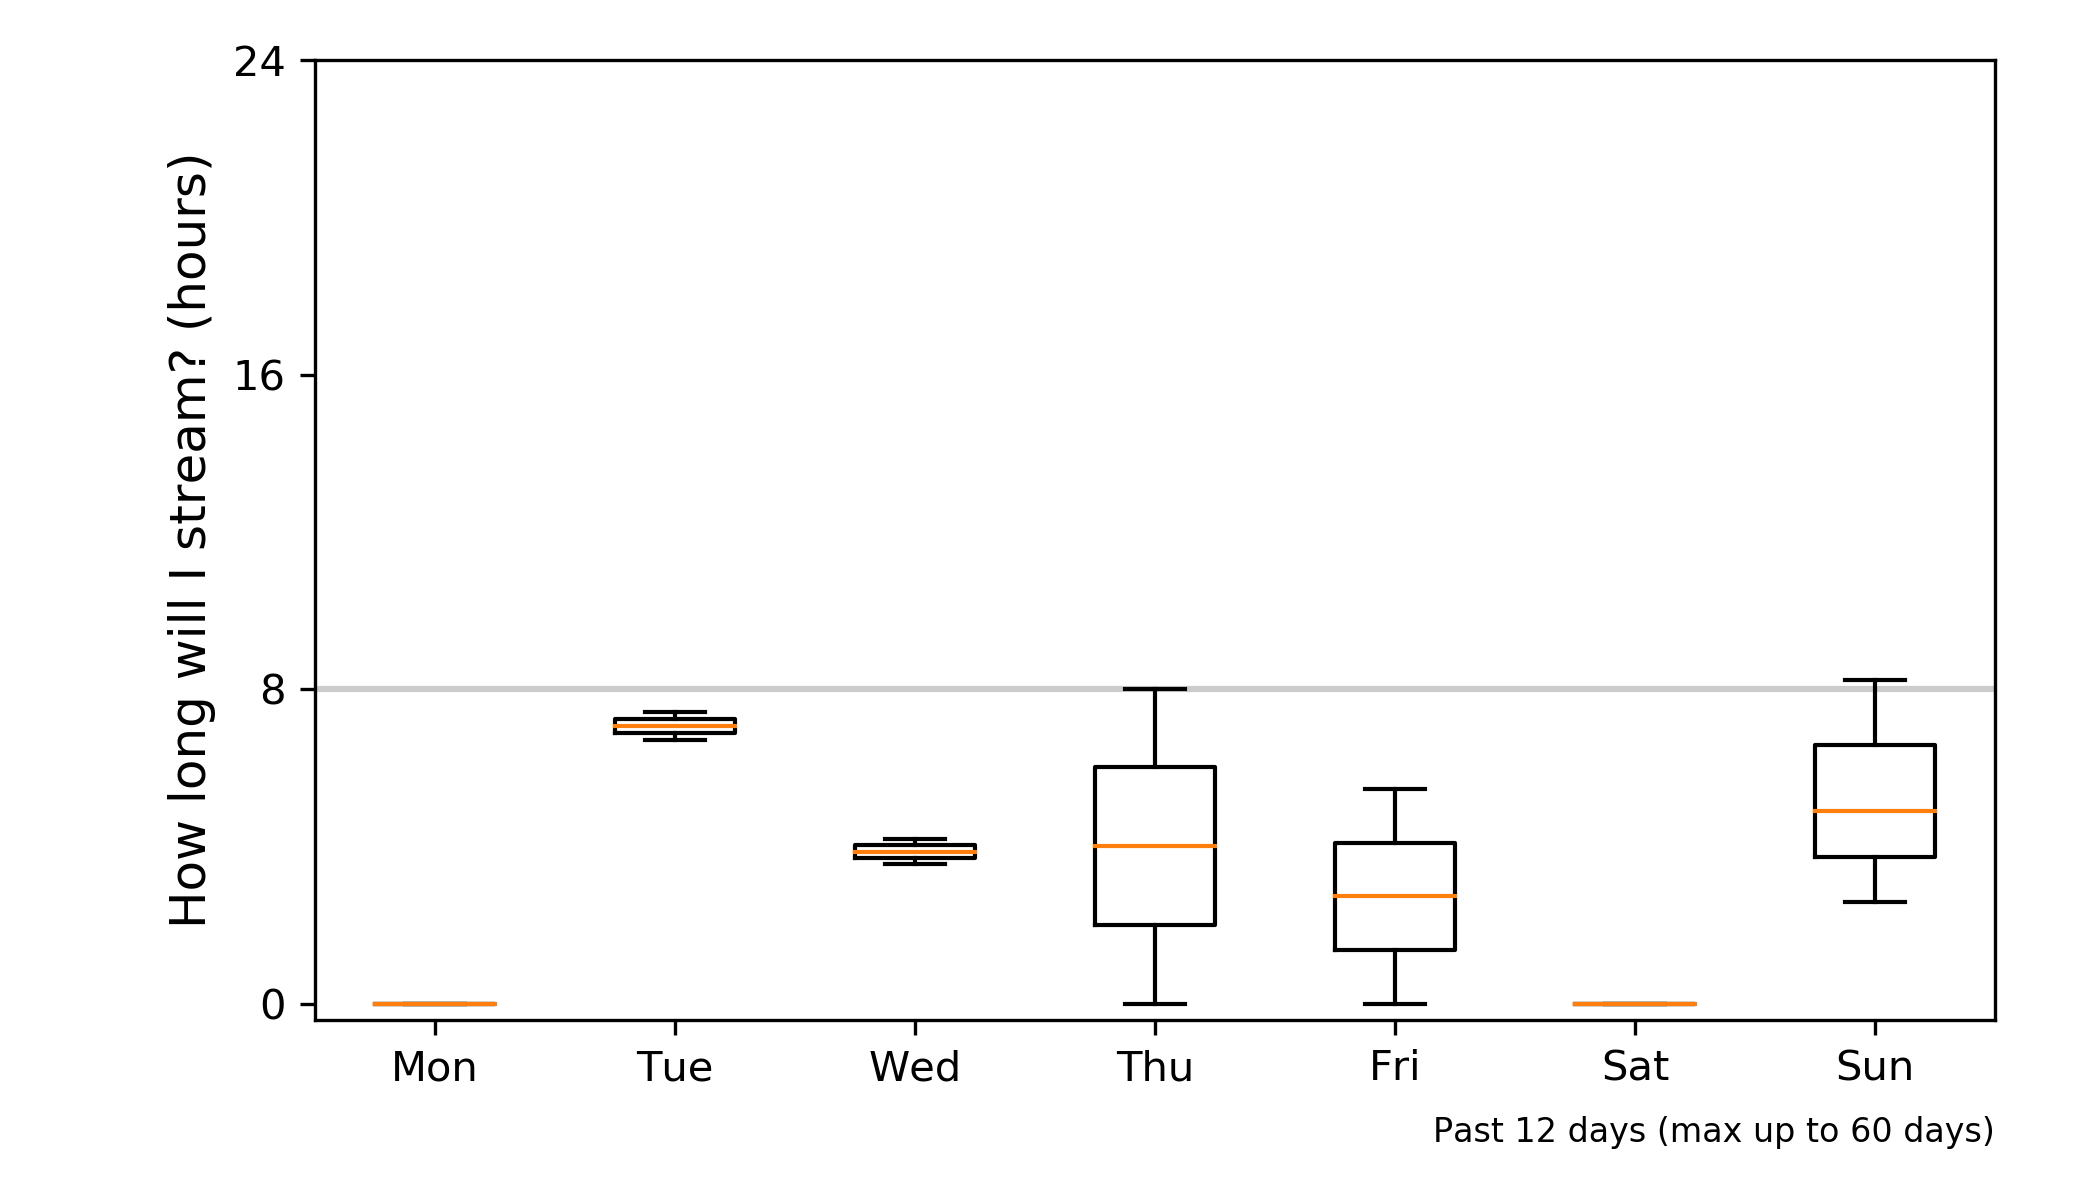 How long will I stream? (hours)
24
16
8
0
Mon Tue Wed Thu Fri Sat Sun
Past 12 days (max up to 60 days)